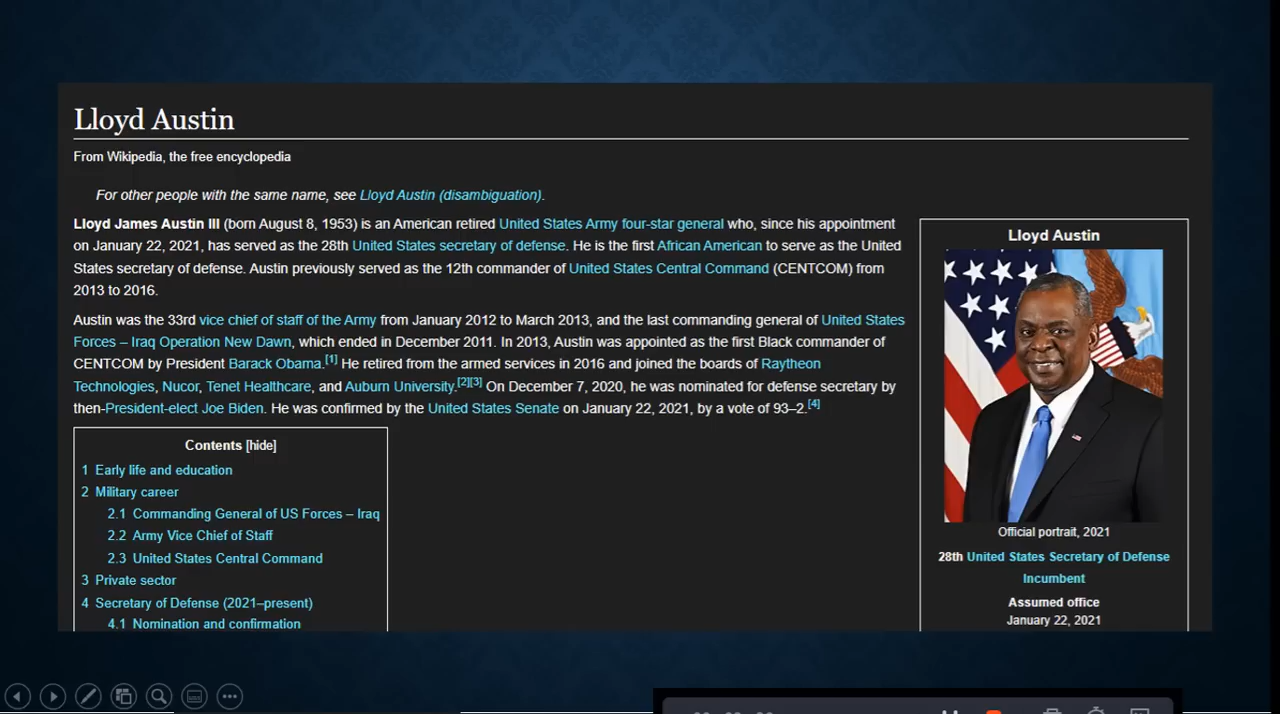 Lloyd Austin
From Wikipedia, the free encyclopedia
For other people with the same name, see Lloyd Austin (disambiguation).
Lloyd James Austin III (born August 8, 1953) is an American retired United States Army four-star general who, since his appointment
on January 22, 2021, has served as the 28th United States secretary of defense. He is the first African American to serve as the United
States secretary of defense. Austin previously served as the 12th commander of United States Central Command (CENTCOM) from
2013 to 2016.
Austin was the 33rd vice chief of staff of the Army from January 2012 to March 2013, and the last commanding general of United States
Forces – Iraq Operation New Dawn, which ended in December 2011. In 2013, Austin was appointed as the first Black commander of
CENTCOM by President Barack Obama.[1] He retired from the armed services in 2016 and joined the boards of Raytheon
Technologies, Nucor, Tenet Healthcare, and Auburn University.[2][3] On December 7, 2020, he was nominated for defense secretary by
then-President-elect Joe Biden. He was confirmed by the United States Senate on January 22, 2021, by a vote of 93–2.[4]
Contents [hide]
1 Early life and education
2 Military career
2.1 Commanding General of US Forces – Iraq
2.2 Army Vice Chief of Staff
2.3 United States Central Command
3 Private sector
4 Secretary of Defense (2021–present)
4.1 Nomination and confirmation
Lloyd Austin
Official portrait, 2021
28th United States Secretary of Defense
Incumbent
Assumed office
January 22, 2021